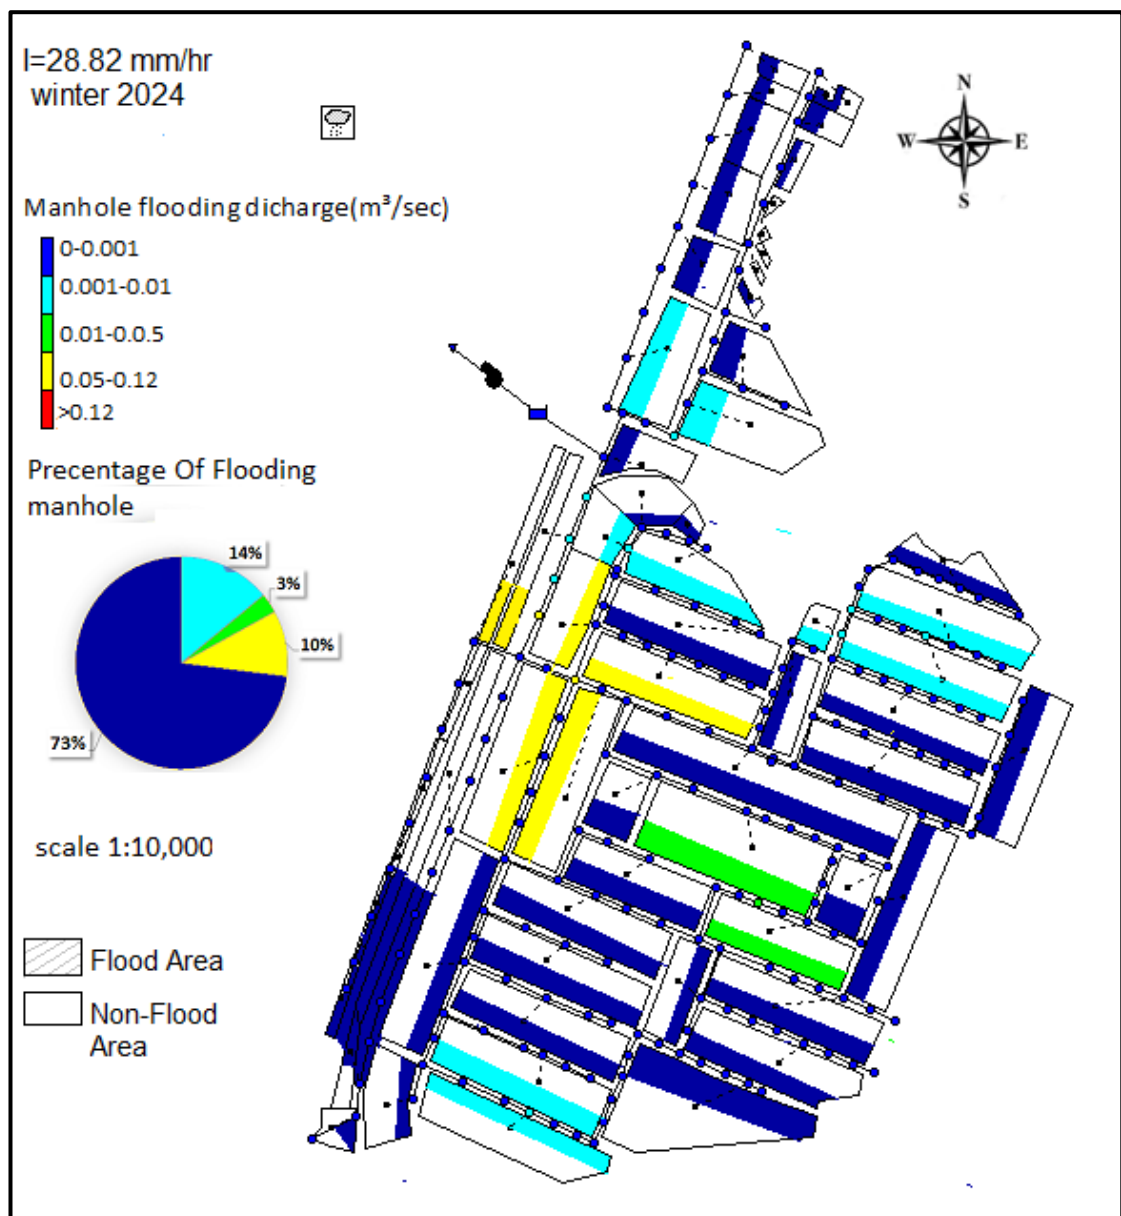 I=28.82 mm/hr
winter 2024
N
W
E
S
Manhole flooding dicharge(m³/sec)
0-0.001
0.001-0.01
0.01-0.0.5
0.05-0.12
>0.12
Precentage Of Flooding
manhole
14%
3%
10%
73%
scale 1:10,000
Flood Area
Non-Flood
Area